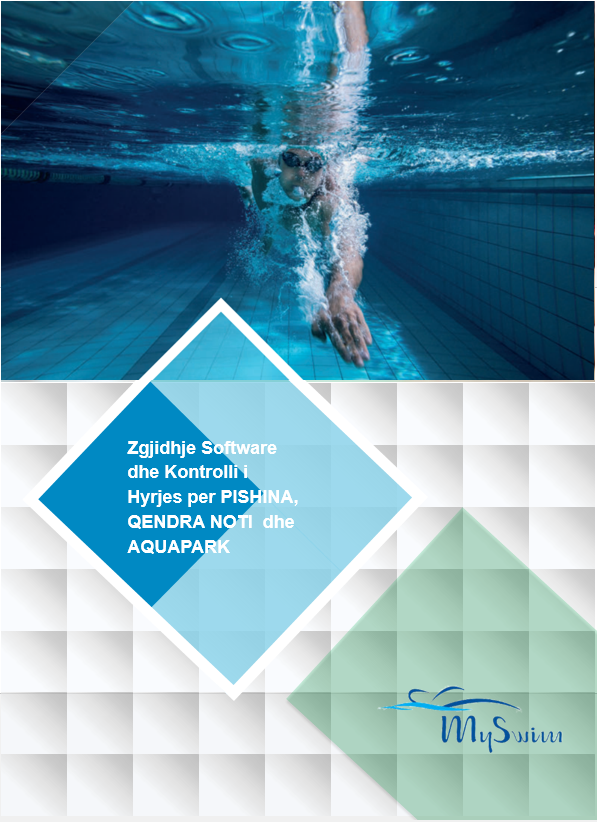 Zgjidhje Software
dhe Kontrolli i
Hyrjes per PISHINA,
QENDRA NOTI dhe
AQUAPARK
MySwim